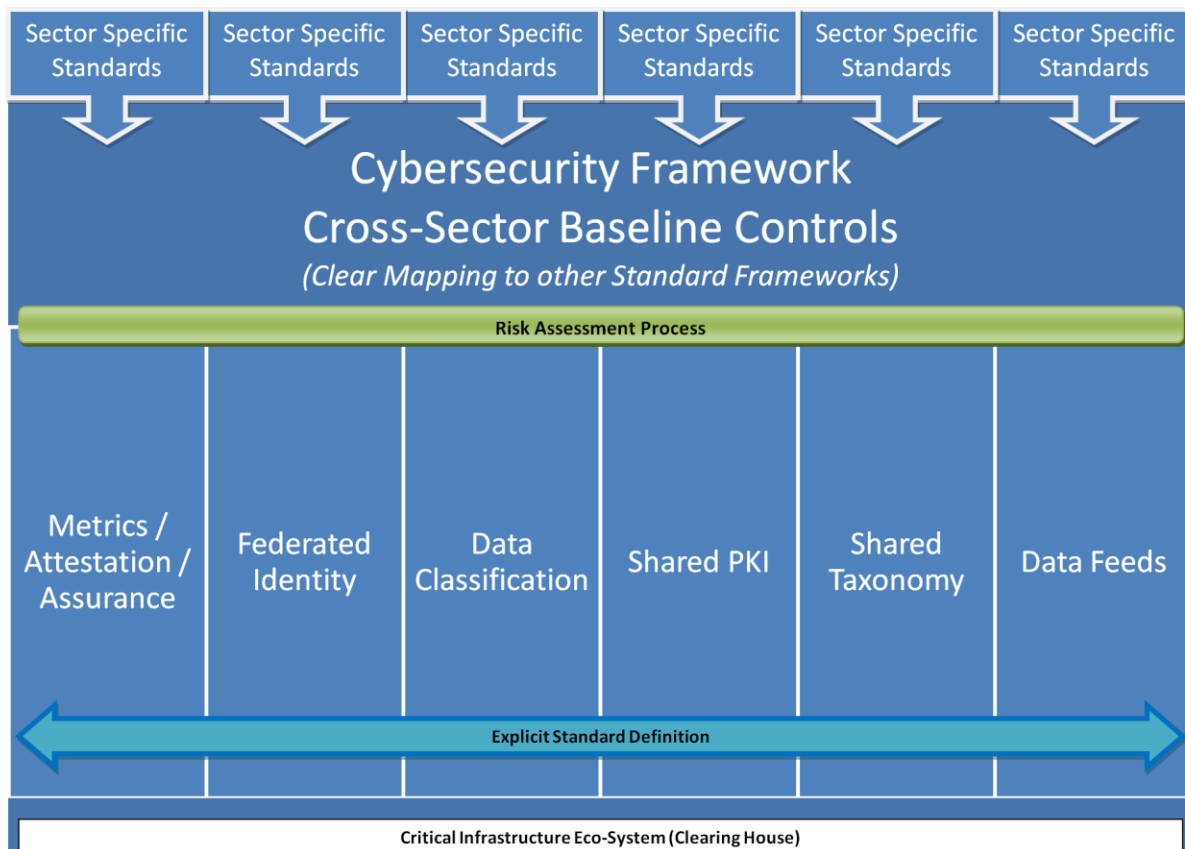 Sector Specific
Standards
Sector Specific
Standards
Sector Specific
Standards
Sector Specific
Standards
Sector Specific
Standards
Sector Specific
Standards
Cybersecurity Framework
Cross-Sector Baseline Controls
(Clear Mapping to other Standard Frameworks)
Risk Assessment Process
Metrics /
Attestation /
Assurance
Federated
Identity
Data
Classification
Shared PKI
Shared
Taxonomy
Data Feeds
Explicit Standard Definition
Critical Infrastructure Eco-System (Clearing House)